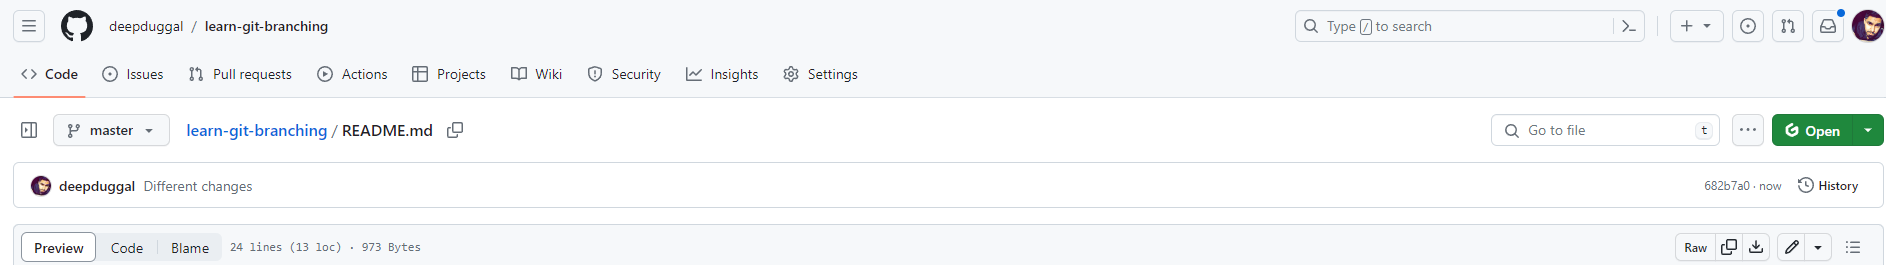 deepduggal / learn-git-branching Type / to search
Code Issues Pull requests Actions Projects Wiki Security Insights Settings
master learn-git-branching / README.md Go to file t Open
deepduggal Different changes 682b7a0 · now History
Preview Code Blame 24 lines (13 loc) · 973 Bytes Raw